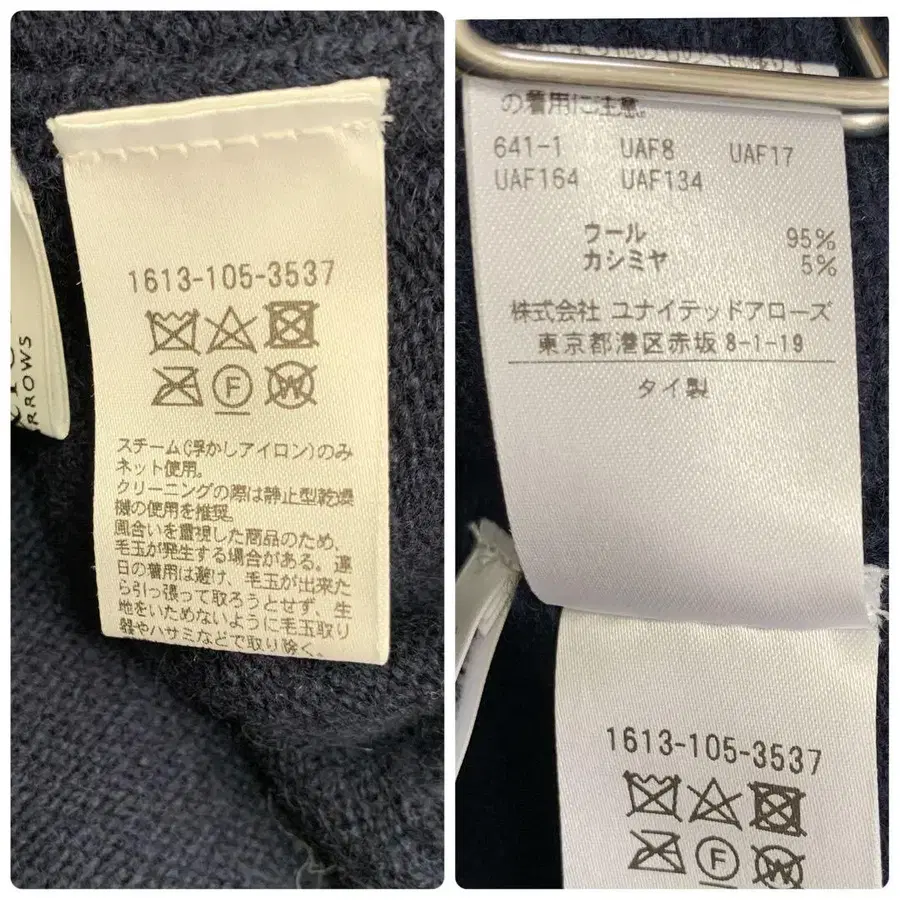 RROWS
1613-105-3537
F
W
スチーム(浮かしアイロン)のみ
ネット使用。
クリーニングの際は静止型乾燥
機の使用を推奨。
風合いを重視した商品のため、
毛玉が発生する場合がある。連
日の着用は避け、毛玉が出来た
ら引っ張って取ろうとせず、生
地をいためないように毛玉取り
器やハサミなどで取り除く。
の着用に注意。
641-1 UAF8 UAF17
UAF164 UAF134
ウール 95%
カシミヤ 5%
株式会社 ユナイテッドアローズ
東京都港区赤坂 8-1-19
タイ製
1613-105-3537
F
W